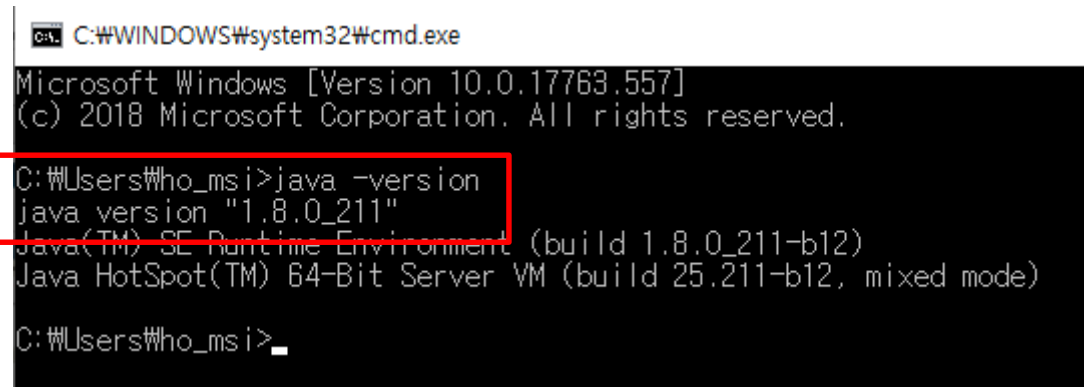 C:₩WINDOWS₩system32₩cmd.exe
Microsoft Windows [Version 10.0.17763.557]
(c) 2018 Microsoft Corporation. All rights reserved.
C:₩Users₩ho_msi>java -version
java version "1.8.0_211"
Java(TM) SE Runtime Environment (build 1.8.0_211-b12)
Java HotSpot(TM) 64-Bit Server VM (build 25.211-b12, mixed mode)
C:₩Users₩ho_msi>